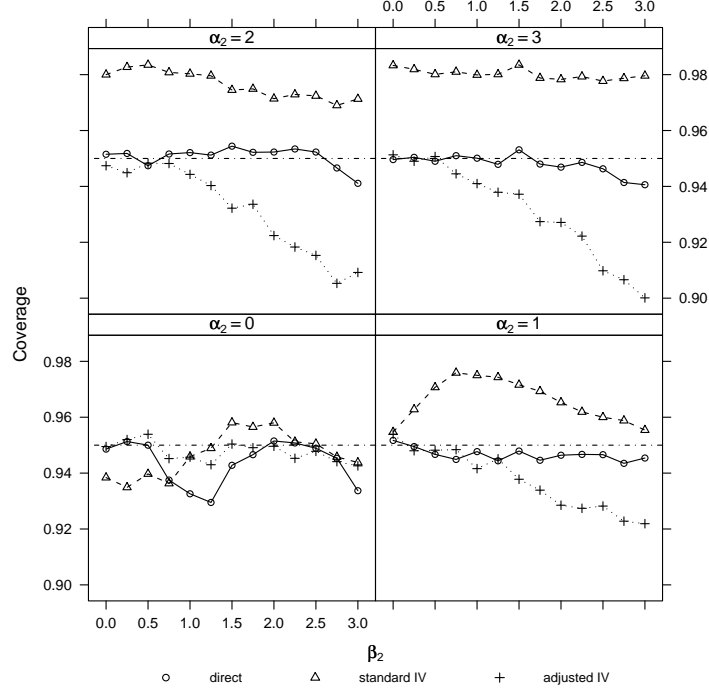 0.0 0.5 1.0 1.5 2.0 2.5 3.0
α₂ = 2 α₂ = 3
0.98
0.96
0.94
0.92
0.90
α₂ = 0 α₂ = 1
Coverage
0.98
0.96
0.94
0.92
0.90
0.0 0.5 1.0 1.5 2.0 2.5 3.0
β₂
direct standard IV adjusted IV